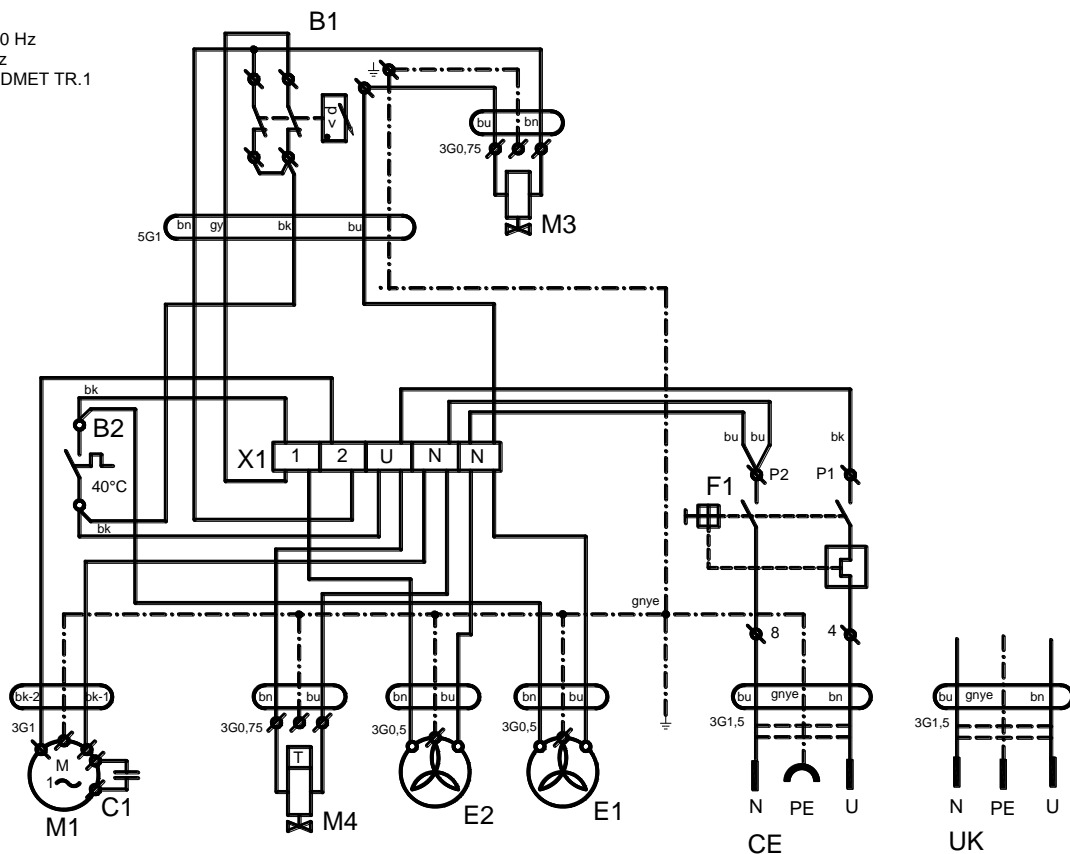 B1
0 Hz
z
DMET TR.1
p >
bu bn
3G0,75
M3
bn gy bk bu
5G1
bk
B2
40°C
bk
X1 1 2 U N N
bu bu bk
P2 P1
F1
gnye
8 4
bk-2 bk-1
3G1
M
1
C1
M1
bn bu
3G0,75
T
M4
bn bu
3G0,5
E2
bn bu
3G0,5
E1
bu gnye bn
3G1,5
N PE U
CE
bu gnye bn
3G1,5
N PE U
UK